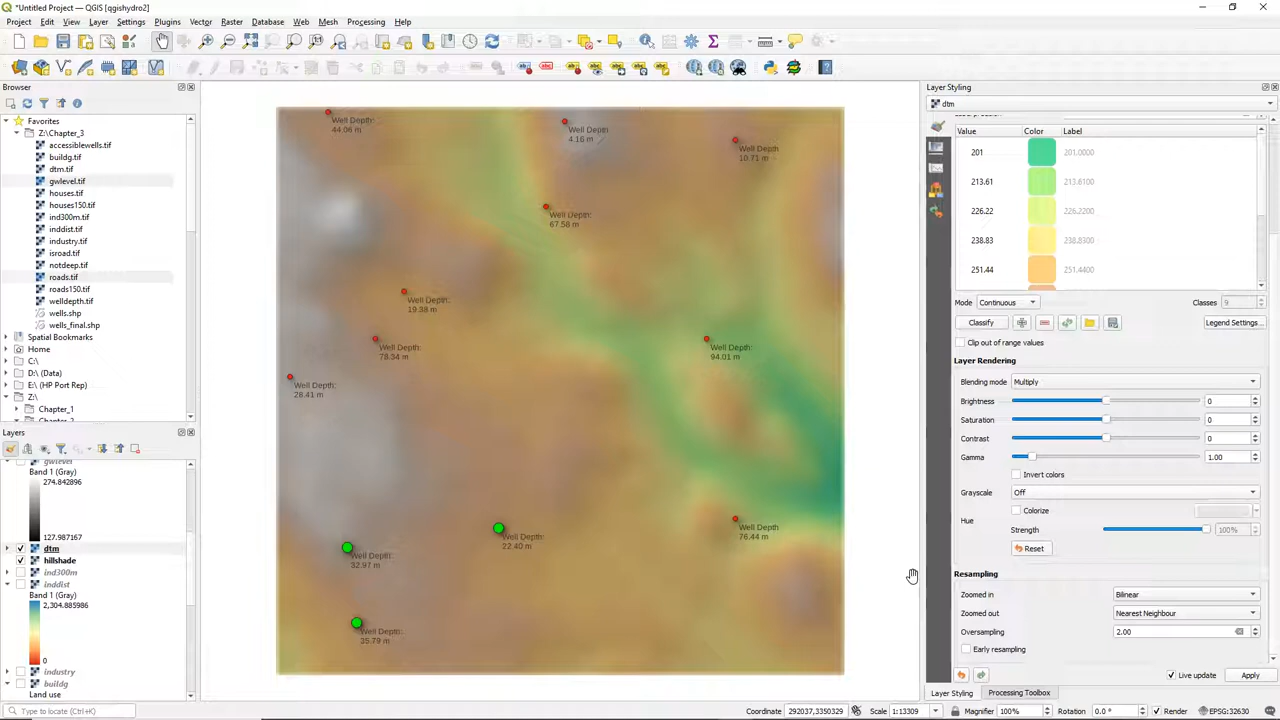 *Untitled Project — QGIS [qgishydro2]
Project Edit View Layer Settings Plugins Vector Raster Database Web Mesh Processing Help
Browser
Favorites
Z:\Chapter_3
accessiblewells.tif
buildg.tif
dtm.tif
gwlevel.tif
houses.tif
houses150.tif
ind300m.tif
inddist.tif
industry.tif
isroad.tif
notdeep.tif
roads.tif
roads150.tif
welldepth.tif
wells.shp
wells_final.shp
Spatial Bookmarks
Home
C:\
D:\ (Data)
E:\ (HP Port Rep)
Z:\
Chapter_1
Layers
gwlevel
Band 1 (Gray)
274.842896
127.987167
dtm
hillshade
ind300m
inddist
Band 1 (Gray)
2,304.885986
0
industry
buildg
Land use
Well Depth:
44.06 m
Well Depth
4.16 m
Well Depth
10.71 m
Well Depth:
67.58 m
Well Depth:
19.38 m
Well Depth:
78.34 m
Well Depth:
94.01 m
Well Depth:
28.41 m
Well Depth:
22.40 m
Well Depth
76.44 m
Well Depth:
32.97 m
Well Depth:
35.79 m
Layer Styling
dtm
Value Color Label
201 201.0000
213.61 213.6100
226.22 226.2200
238.83 238.8300
251.44 251.4400
Mode Continuous Classes 9
Classify Legend Settings...
Clip out of range values
Layer Rendering
Blending mode Multiply
Brightness 0
Saturation 0
Contrast 0
Gamma 1.00
Invert colors
Grayscale Off
Hue
Colorize
Strength 100%
Reset
Resampling
Zoomed in Bilinear
Zoomed out Nearest Neighbour
Oversampling 2.00
Early resampling
Live update Apply
Layer Styling Processing Toolbox
Type to locate (Ctrl+K) Coordinate 292037,3350329 Scale 1:13309 Magnifier 100% Rotation 0.0 ° Render EPSG:32630